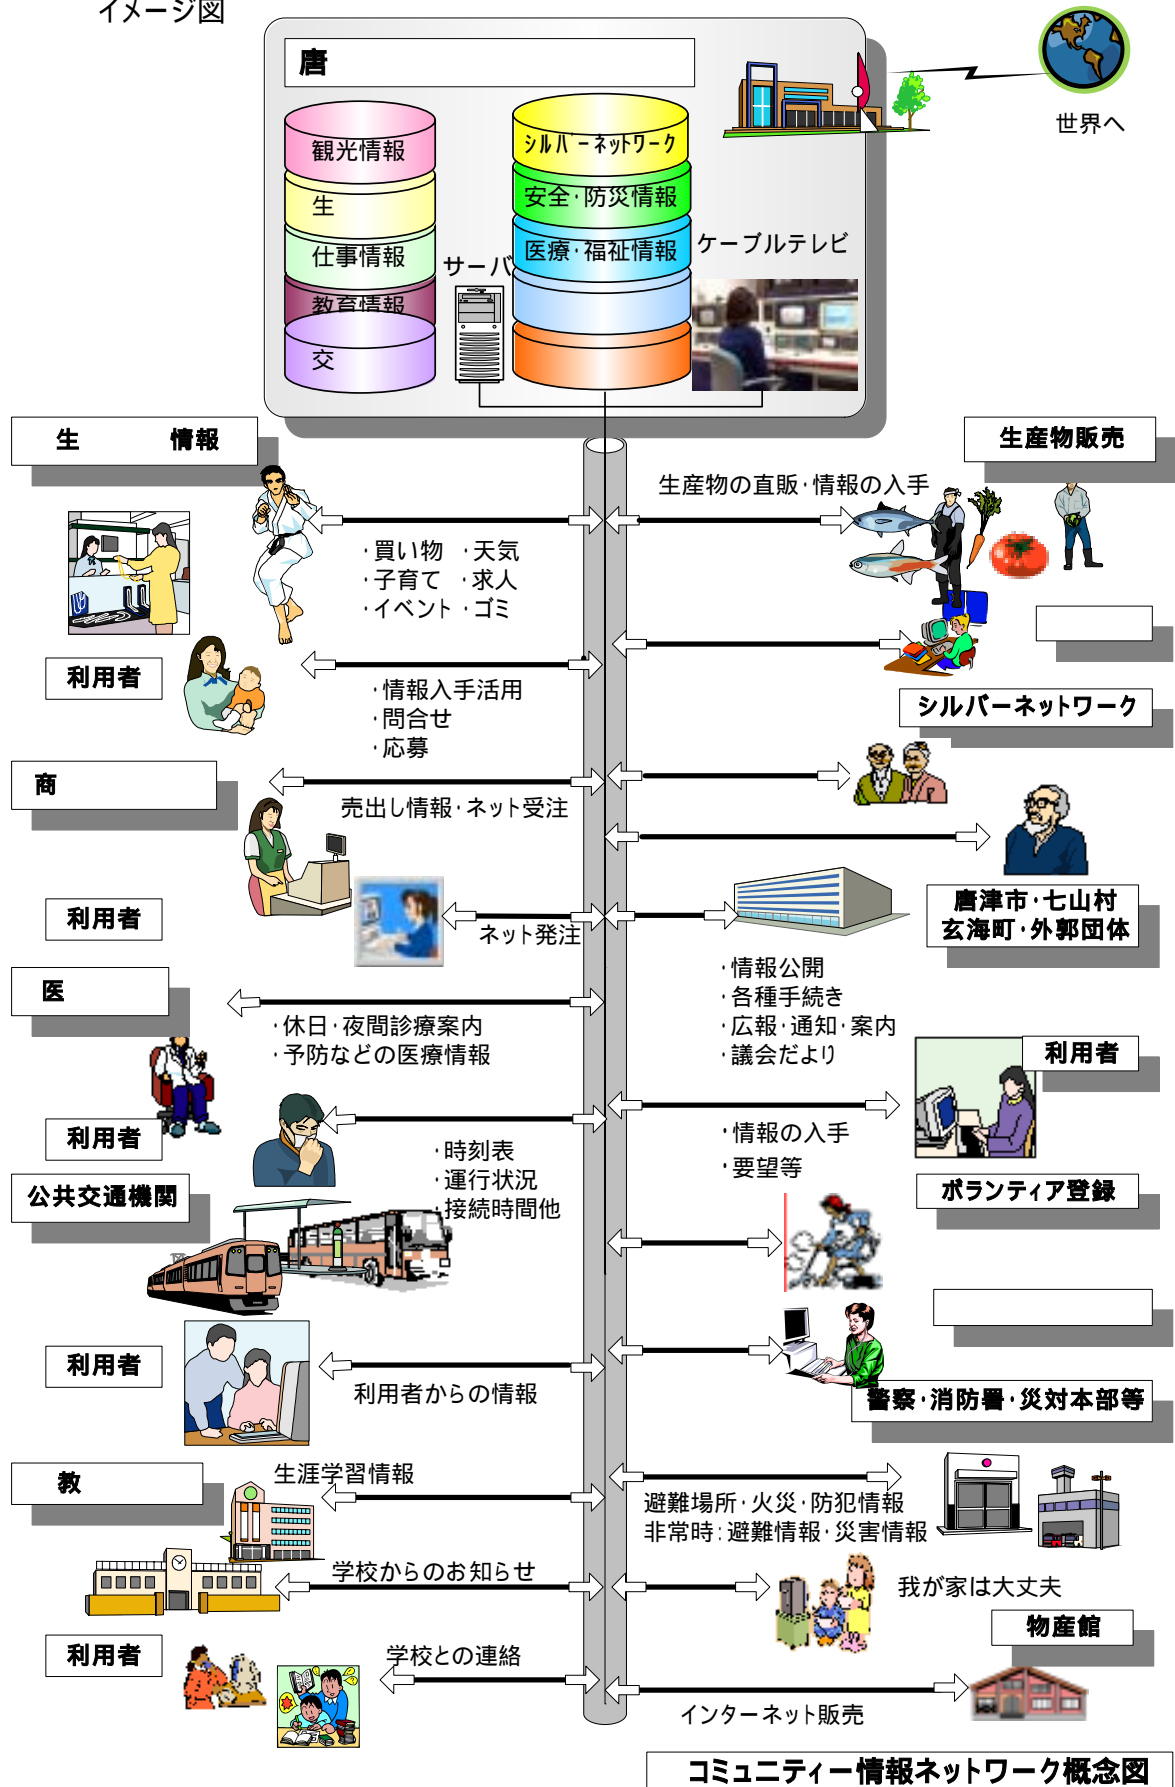 イメージ図
唐
世界へ
観光情報
生
仕事情報
教育情報
交
シルバーネットワーク
安全・防災情報
医療・福祉情報
サーバ
ケーブルテレビ
生 情報
・買い物 ・天気
・子育て ・求人
・イベント ・ゴミ
利用者
・情報入手活用
・問合せ
・応募
商
売出し情報・ネット受注
利用者
ネット発注
医
・休日・夜間診療案内
・予防などの医療情報
利用者
・時刻表
・運行状況
・接続時間他
公共交通機関
利用者
利用者からの情報
教
生涯学習情報
学校からのお知らせ
利用者
学校との連絡
生産物販売
生産物の直販・情報の入手
シルバーネットワーク
唐津市・七山村
玄海町・外郭団体
・情報公開
・各種手続き
・広報・通知・案内
・議会だより
利用者
・情報の入手
・要望等
ボランティア登録
警察・消防署・災対本部等
避難場所・火災・防犯情報
非常時:避難情報・災害情報
我が家は大丈夫
物産館
インターネット販売
コミュニティー情報ネットワーク概念図